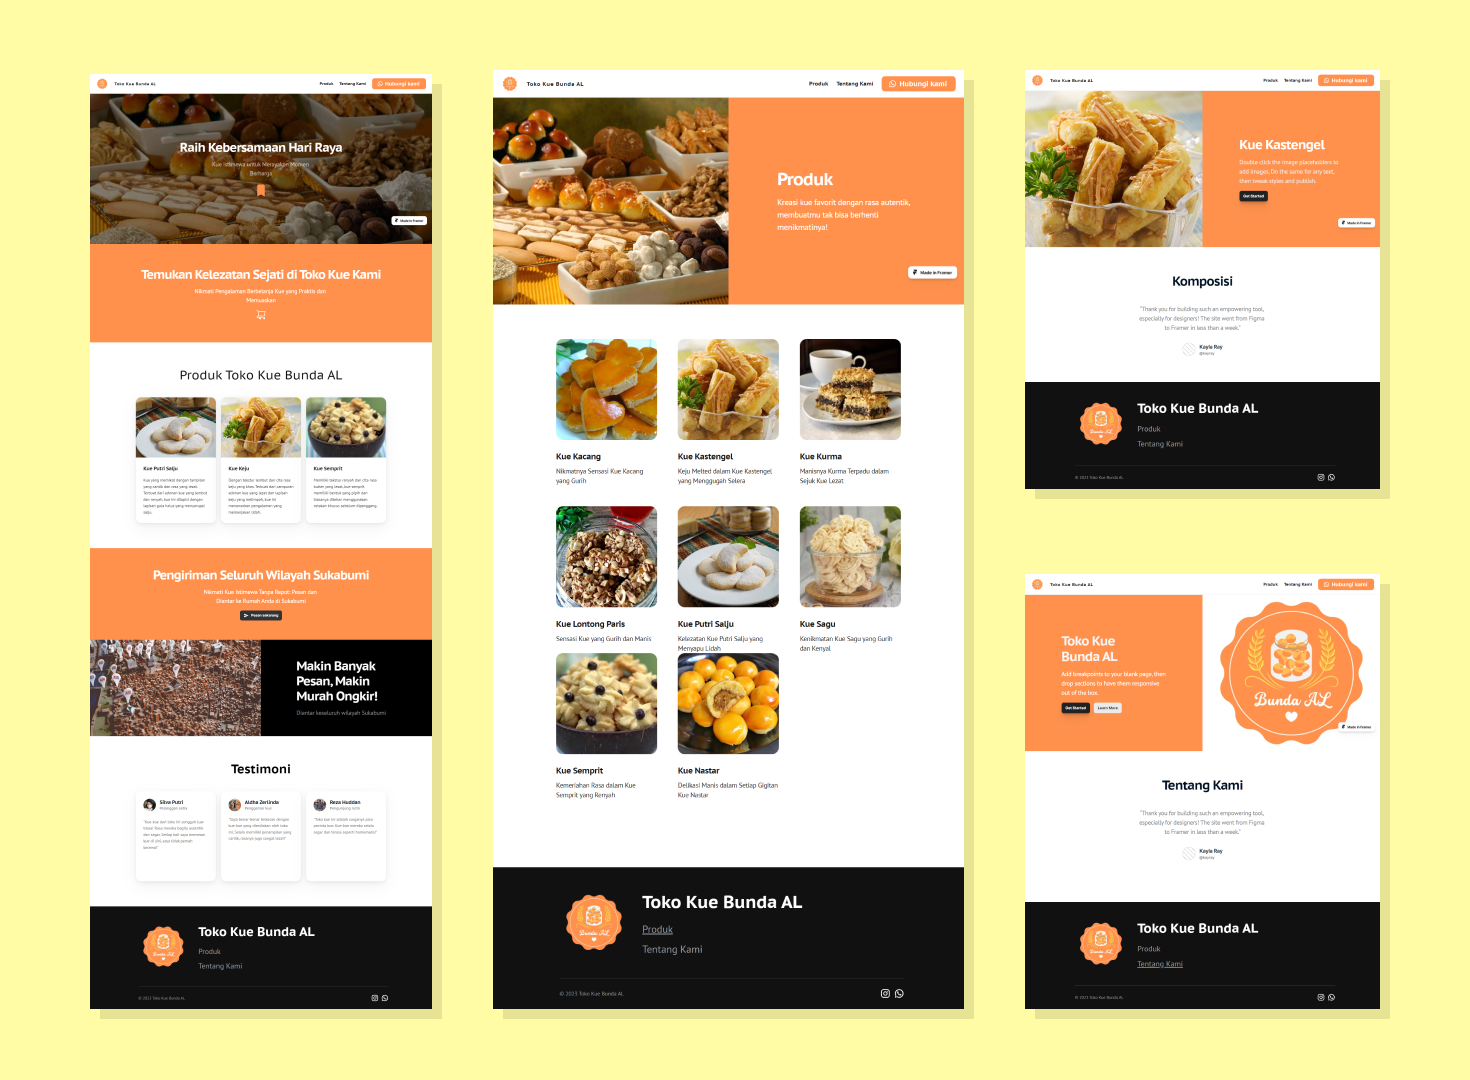 Toko Kue Bunda AL
Produk
Tentang Kami
Hubungi kami
Raih Kebersamaan Hari Raya
Kue Istimewa untuk Merayakan Momen
Berharga
Made in Framer
Temukan Kelezatan Sejati di Toko Kue Kami
Nikmati Pengalaman Berbelanja Kue yang Praktis dan
Memuaskan
Produk Toko Kue Bunda AL
Kue Putri Salju
Kue Keju
Kue Semprit
Pengiriman Seluruh Wilayah Sukabumi
Nikmati Kue Istimewa Tanpa Repot: Pesan dan
Diantar ke Rumah Anda di Sukabumi
Pesan sekarang
Makin Banyak
Pesan, Makin
Murah Ongkir!
Diantar keseluruh wilayah Sukabumi
Testimoni
Silva Putri
Aldha Zerlinda
Reza Huddan
Toko Kue Bunda AL
Produk
Tentang Kami
© 2023 Toko Kue Bunda AL
Toko Kue Bunda AL
Produk
Tentang Kami
Hubungi kami
Produk
Kreasi kue favorit dengan rasa autentik,
membuatmu tak bisa berhenti
menikmatinya!
Made in Framer
Kue Kacang
Nikmatnya Sensasi Kue Kacang
yang Gurih
Kue Kastengel
Keju Melted dalam Kue Kastengel
yang Menggugah Selera
Kue Kurma
Manisnya Kurma Terpadu dalam
Sejuk Kue Lezat
Kue Lontong Paris
Sensasi Kue yang Gurih dan Manis
Kue Putri Salju
Kelezatan Kue Putri Salju yang
Menyapu Lidah
Kue Sagu
Kenikmatan Kue Sagu yang Gurih
dan Kenyal
Kue Semprit
Kemeriahan Rasa dalam Kue
Semprit yang Renyah
Kue Nastar
Delikasi Manis dalam Setiap Gigitan
Kue Nastar
Bunda AL
Toko Kue Bunda AL
Produk
Tentang Kami
© 2023 Toko Kue Bunda AL
Toko Kue Bunda AL
Produk
Tentang Kami
Hubungi kami
Kue Kastengel
Double click the image placeholders to
add images. Do the same for any text,
then tweak styles and publish.
Get Started
Made in Framer
Komposisi
"Thank you for building such an empowering tool,
especially for designers! The site went from Figma
to Framer in less than a week."
Kayla Ray
@kayray
Toko Kue Bunda AL
Produk
Tentang Kami
© 2023 Toko Kue Bunda AL
Toko Kue Bunda AL
Produk
Tentang Kami
Hubungi kami
Toko Kue
Bunda AL
Add breakpoints to your blank page, then
drop sections to have them responsive
out of the box.
Get Started
Learn More
Bunda AL
Made in Framer
Tentang Kami
"Thank you for building such an empowering tool,
especially for designers! The site went from Figma
to Framer in less than a week."
Kayla Ray
@kayray
Toko Kue Bunda AL
Produk
Tentang Kami
© 2023 Toko Kue Bunda AL